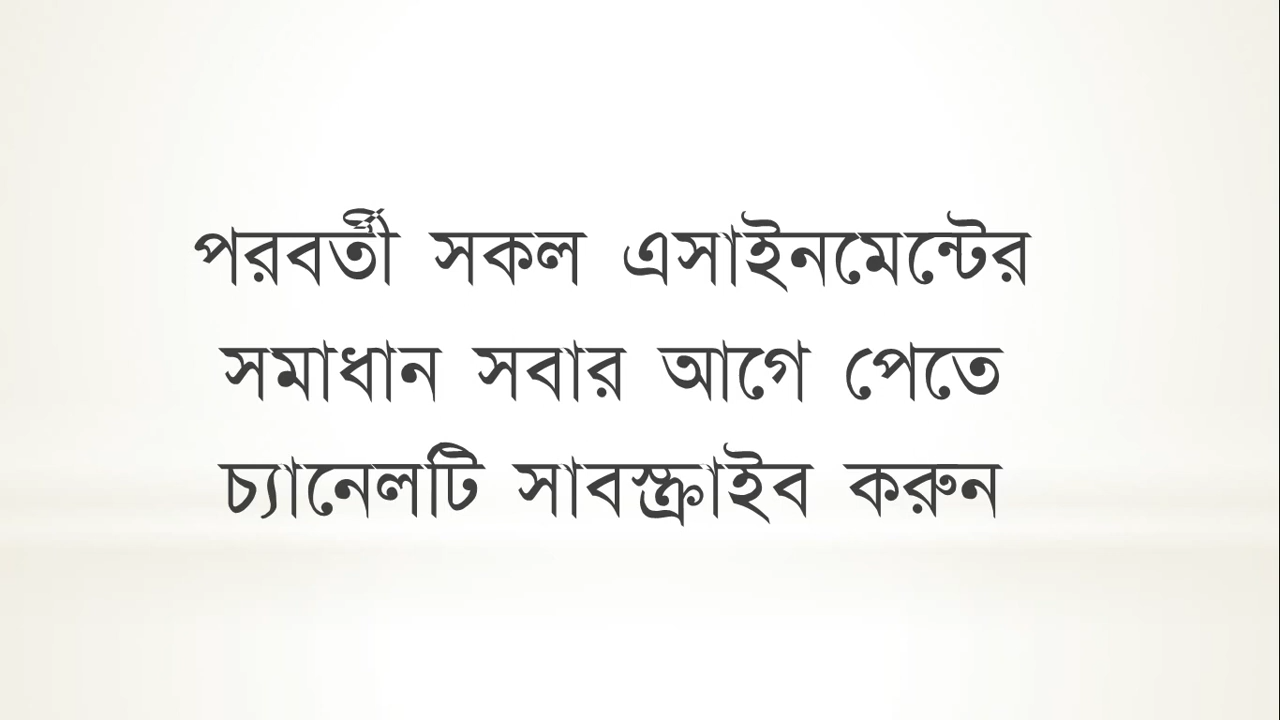 পরবর্তী সকল এসাইনমেন্টের
সমাধান সবার আগে পেতে
চ্যানেলটি সাবস্ক্রাইব করুন